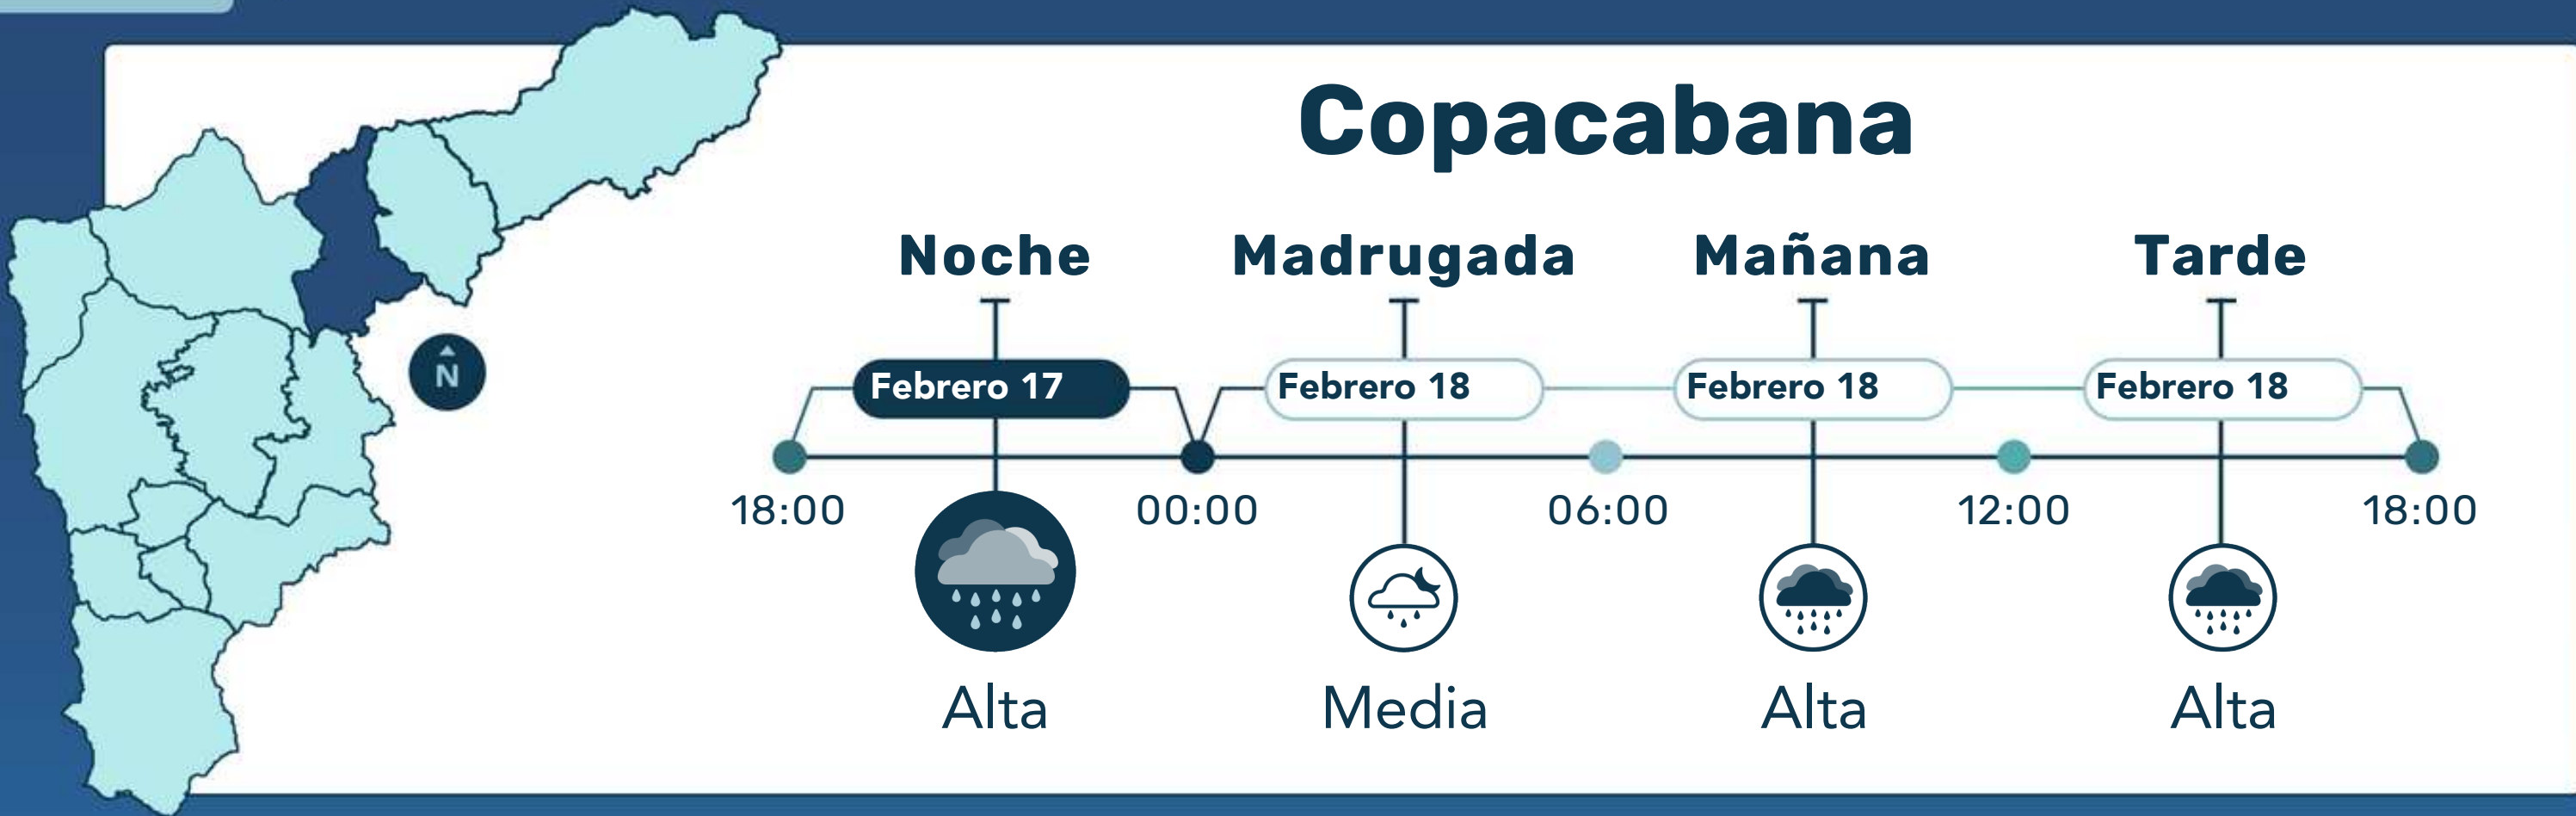 Copacabana
Noche Madrugada Mañana Tarde
N
Febrero 17 Febrero 18 Febrero 18 Febrero 18
18:00 00:00 06:00 12:00 18:00
Alta Media Alta Alta